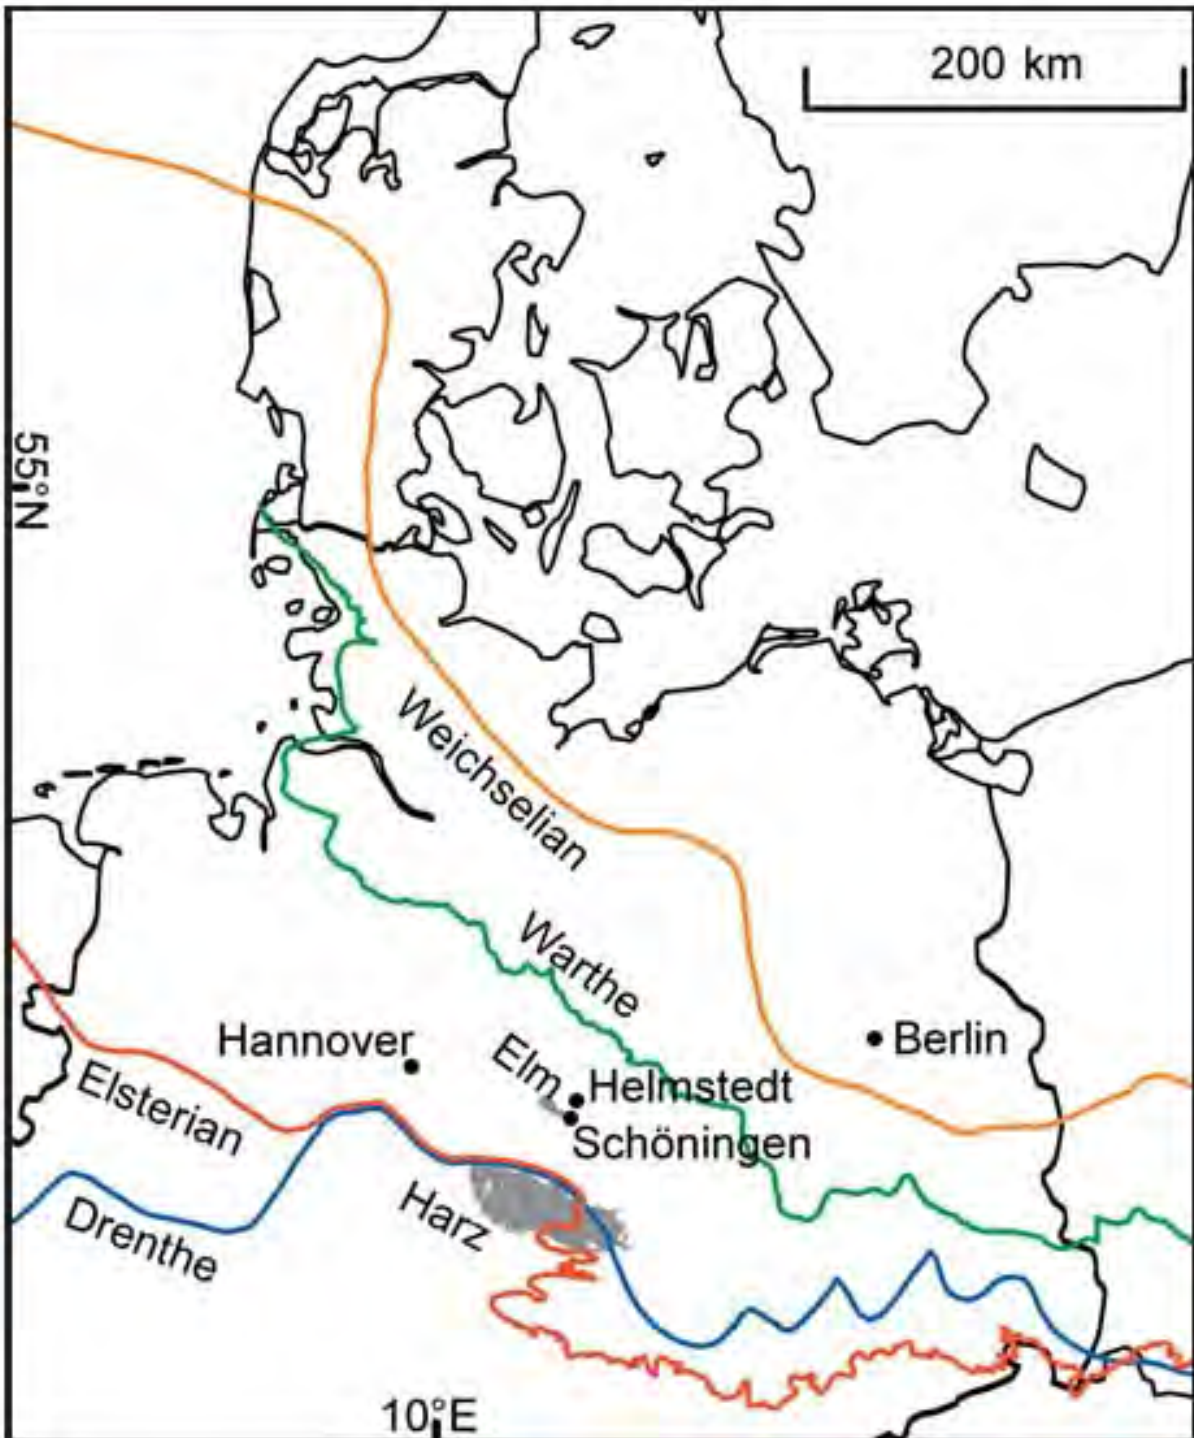 200 km
55°N
Weichselian
Warthe
Hannover
Berlin
Elm
Helmstedt
Schöningen
Elsterian
Harz
Drenthe
10°E